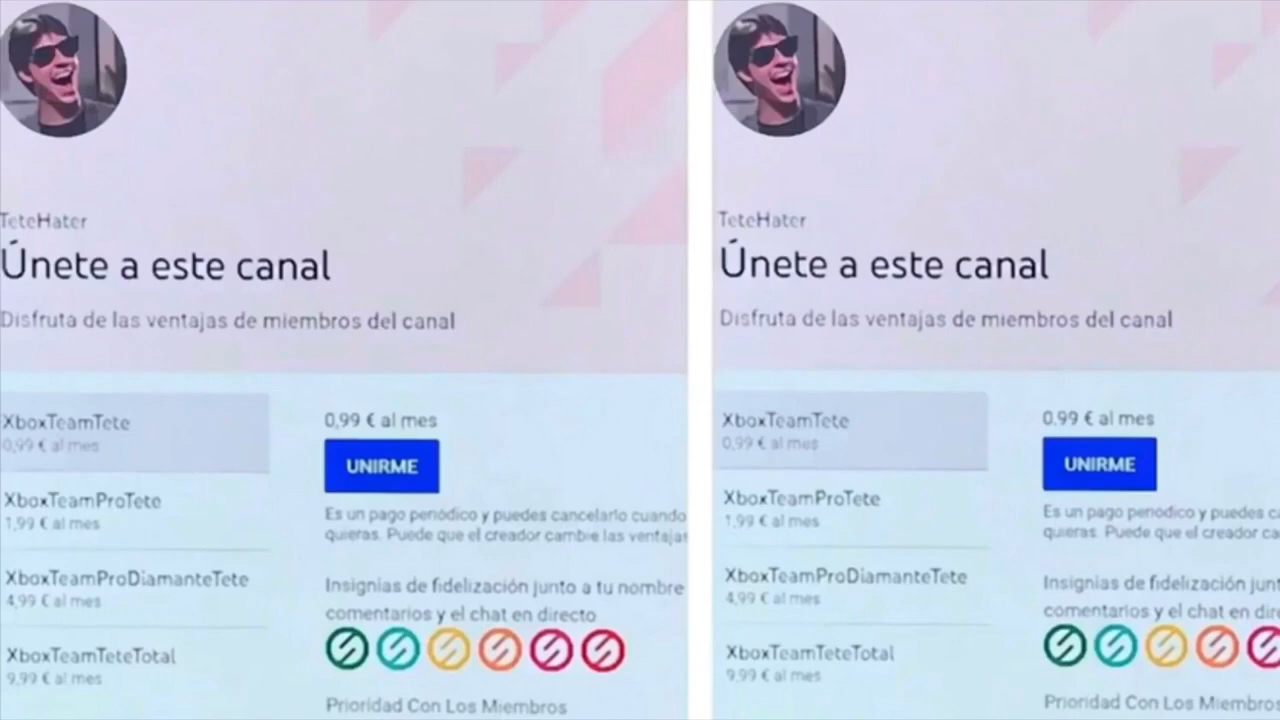 TeteHater
Únete a este canal
Disfruta de las ventajas de miembros del canal
XboxTeamTete
0,99 € al mes
XboxTeamProTete
1,99 € al mes
XboxTeamProDiamanteTete
4,99 € al mes
XboxTeamTeteTotal
9,99 € al mes
0,99 € al mes
UNIRME
Es un pago periódico y puedes cancelarlo cuando
quieras. Puede que el creador cambie las ventajas
Insignias de fidelización junto a tu nombre
comentarios y el chat en directo
Prioridad Con Los Miembros
TeteHater
Únete a este canal
Disfruta de las ventajas de miembros del canal
XboxTeamTete
0,99 € al mes
XboxTeamProTete
1,99 € al mes
XboxTeamProDiamanteTete
4,99 € al mes
XboxTeamTeteTotal
9,99 € al mes
0.99 € al mes
UNIRME
Es un pago periódico y puedes
quieras. Puede que el creador
Insignias de fidelización
comentarios y el chat en
Prioridad Con Los Miembros